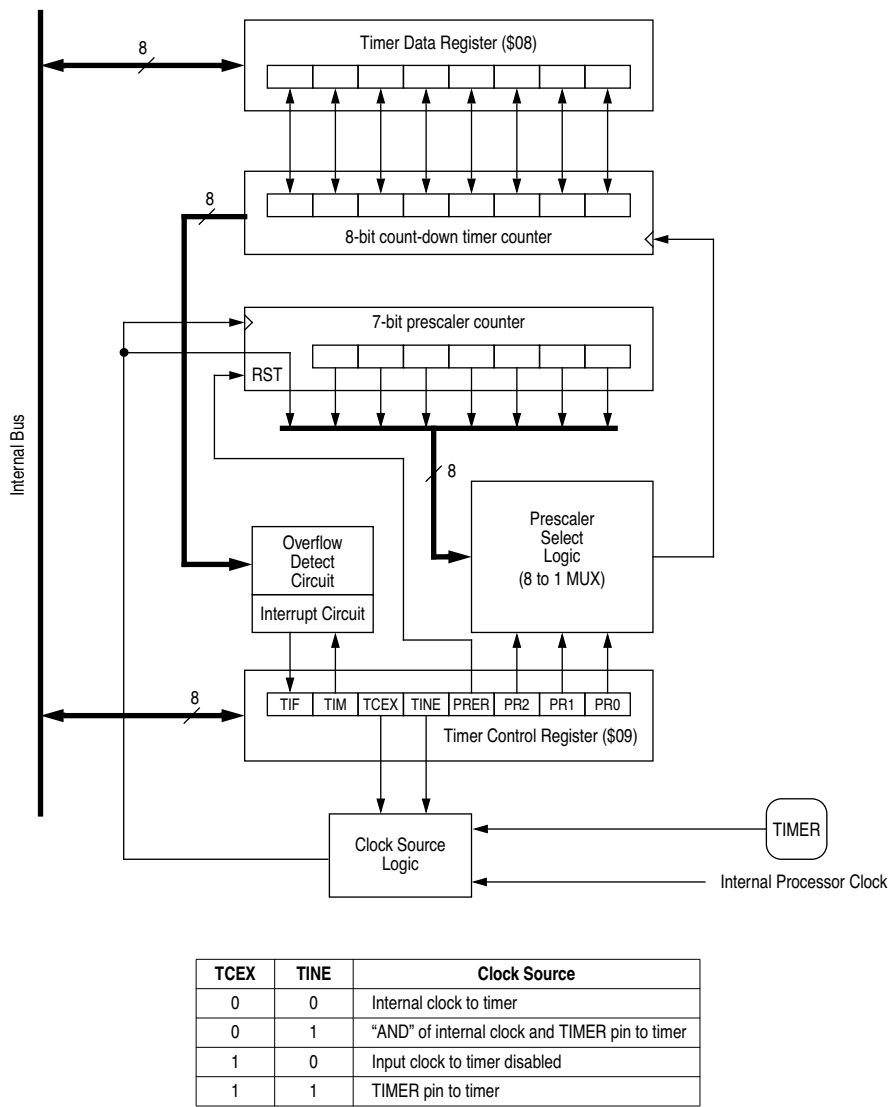 Timer Data Register ($08)
8
8
8-bit count-down timer counter
7-bit prescaler counter
RST
Internal Bus
8
Prescaler
Select
Logic
(8 to 1 MUX)
Overflow
Detect
Circuit
Interrupt Circuit
8
TIF TIM TCEX TINE PRER PR2 PR1 PR0
Timer Control Register ($09)
TIMER
Clock Source
Logic
Internal Processor Clock
TCEX TINE Clock Source
0 0 Internal clock to timer
0 1 “AND” of internal clock and TIMER pin to timer
1 0 Input clock to timer disabled
1 1 TIMER pin to timer